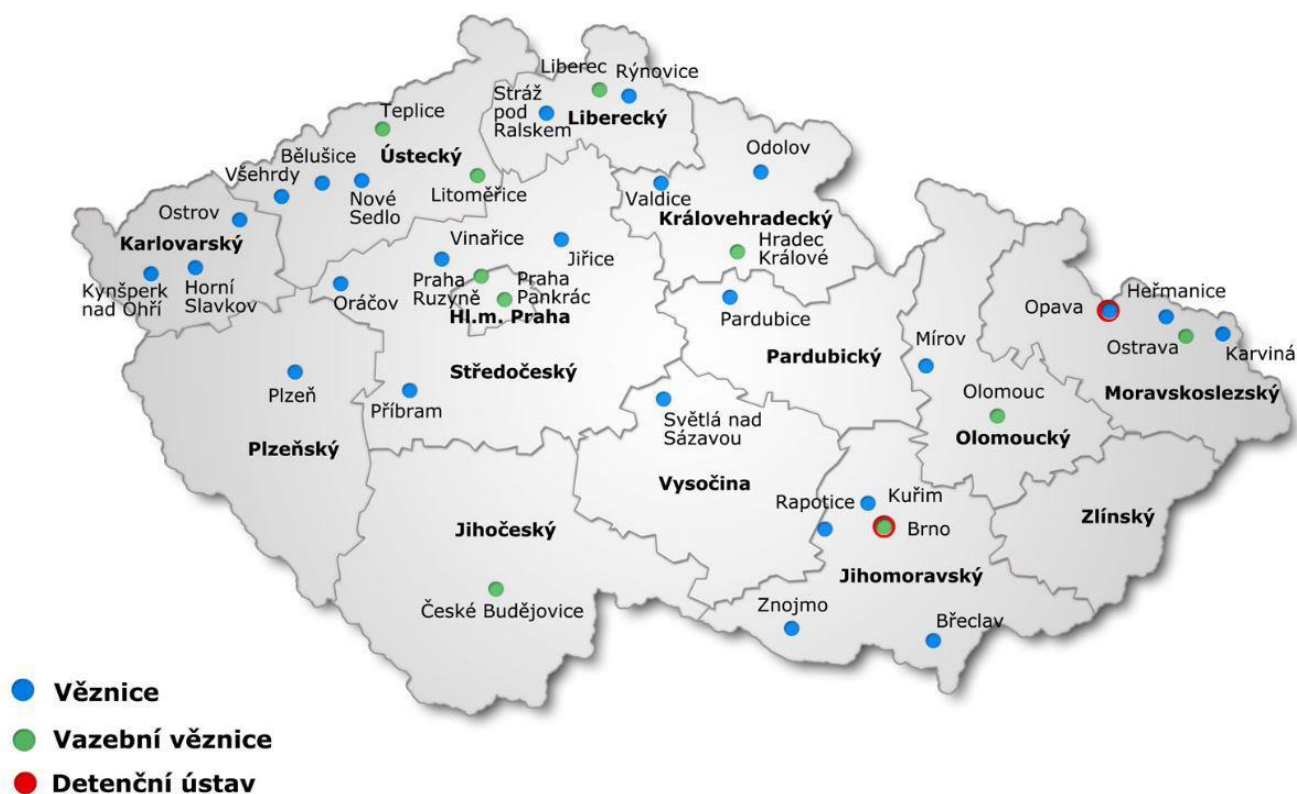 Liberec
Rýnovice
Stráž
pod
Ralskem
Liberecký
Teplice
Ústecký
Bělušice
Všehrdy
Nové
Sedlo
Litoměřice
Odolov
Valdice
Královehradecký
Hradec
Králové
Ostrov
Karlovarský
Kynšperk
nad Ohří
Horní
Slavkov
Vinařice
Jiřice
Oráčov
Praha
Ruzyně
Praha
Pankrác
Hl.m. Praha
Středočeský
Příbram
Plzeň
Plzeňský
Pardubice
Pardubický
Mírov
Opava
Heřmanice
Ostrava
Karviná
Moravskoslezský
Olomouc
Olomoucký
Světlá nad
Sázavou
Vysočina
Rapotice
Kuřim
Brno
Jihomoravský
Zlínský
Jihočeský
České Budějovice
Znojmo
Břeclav
Věznice
Vazební věznice
Detenční ústav